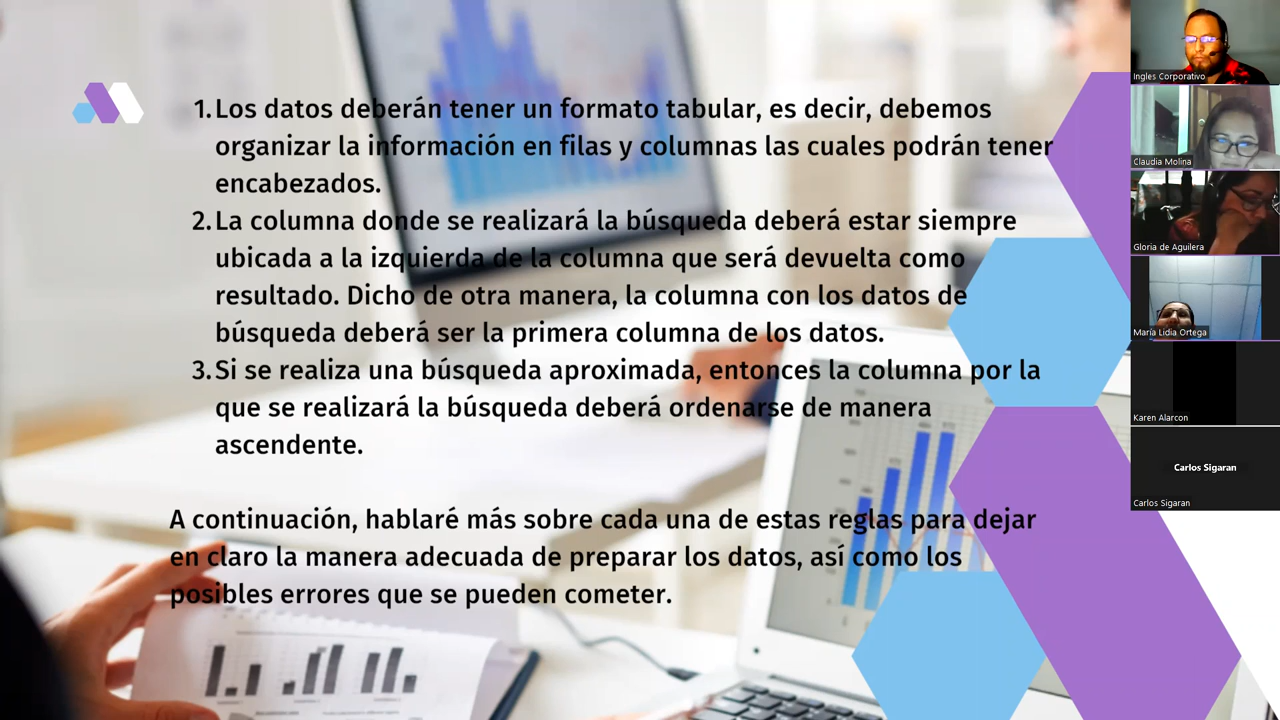 1. Los datos deberán tener un formato tabular, es decir, debemos
organizar la información en filas y columnas las cuales podrán tener
encabezados.
2. La columna donde se realizará la búsqueda deberá estar siempre
ubicada a la izquierda de la columna que será devuelta como
resultado. Dicho de otra manera, la columna con los datos de
búsqueda deberá ser la primera columna de los datos.
3. Si se realiza una búsqueda aproximada, entonces la columna por la
que se realizará la búsqueda deberá ordenarse de manera
ascendente.
A continuación, hablaré más sobre cada una de estas reglas para dejar
en claro la manera adecuada de preparar los datos, así como los
posibles errores que se pueden cometer.
Ingles Corporativo
Claudia Molina
Gloria de Aguilera
María Lidia Ortega
Karen Alarcon
Carlos Sigaran
Carlos Sigaran